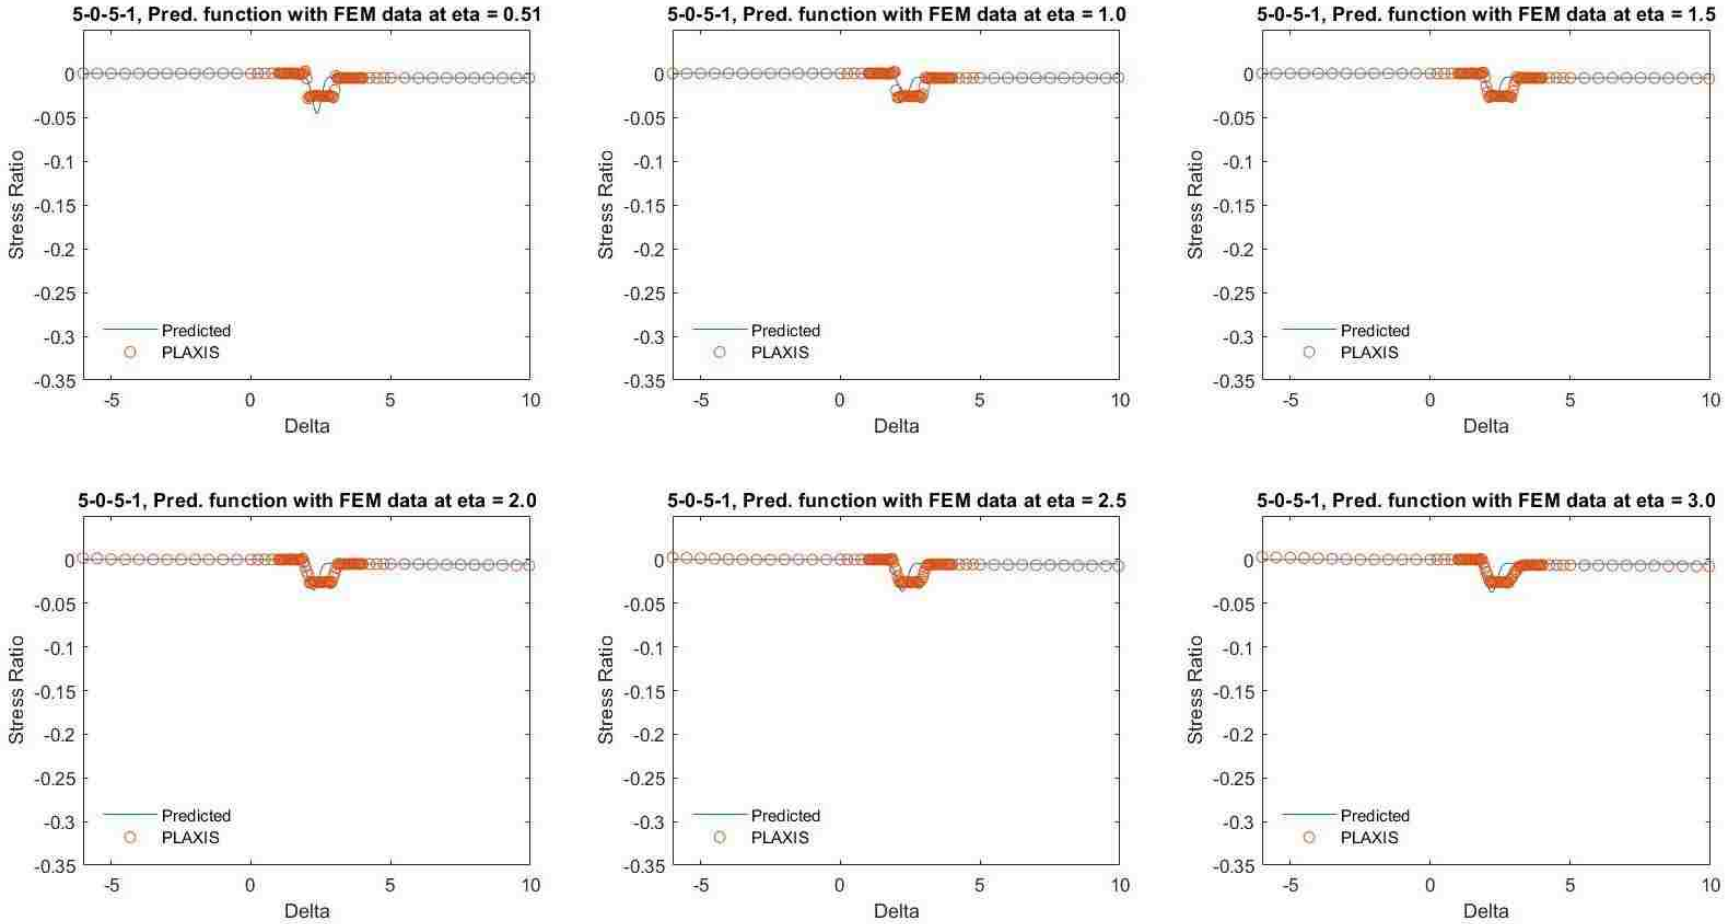 5-0-5-1, Pred. function with FEM data at eta = 0.51
0
-0.05
-0.1
-0.15
-0.2
-0.25
-0.3
-0.35
Stress Ratio
Predicted
PLAXIS
-5 0 5 10
Delta
5-0-5-1, Pred. function with FEM data at eta = 1.0
0
-0.05
-0.1
-0.15
-0.2
-0.25
-0.3
-0.35
Stress Ratio
Predicted
PLAXIS
-5 0 5 10
Delta
5-0-5-1, Pred. function with FEM data at eta = 1.5
0
-0.05
-0.1
-0.15
-0.2
-0.25
-0.3
-0.35
Stress Ratio
Predicted
PLAXIS
-5 0 5 10
Delta
5-0-5-1, Pred. function with FEM data at eta = 2.0
0
-0.05
-0.1
-0.15
-0.2
-0.25
-0.3
-0.35
Stress Ratio
Predicted
PLAXIS
-5 0 5 10
Delta
5-0-5-1, Pred. function with FEM data at eta = 2.5
0
-0.05
-0.1
-0.15
-0.2
-0.25
-0.3
-0.35
Stress Ratio
Predicted
PLAXIS
-5 0 5 10
Delta
5-0-5-1, Pred. function with FEM data at eta = 3.0
0
-0.05
-0.1
-0.15
-0.2
-0.25
-0.3
-0.35
Stress Ratio
Predicted
PLAXIS
-5 0 5 10
Delta